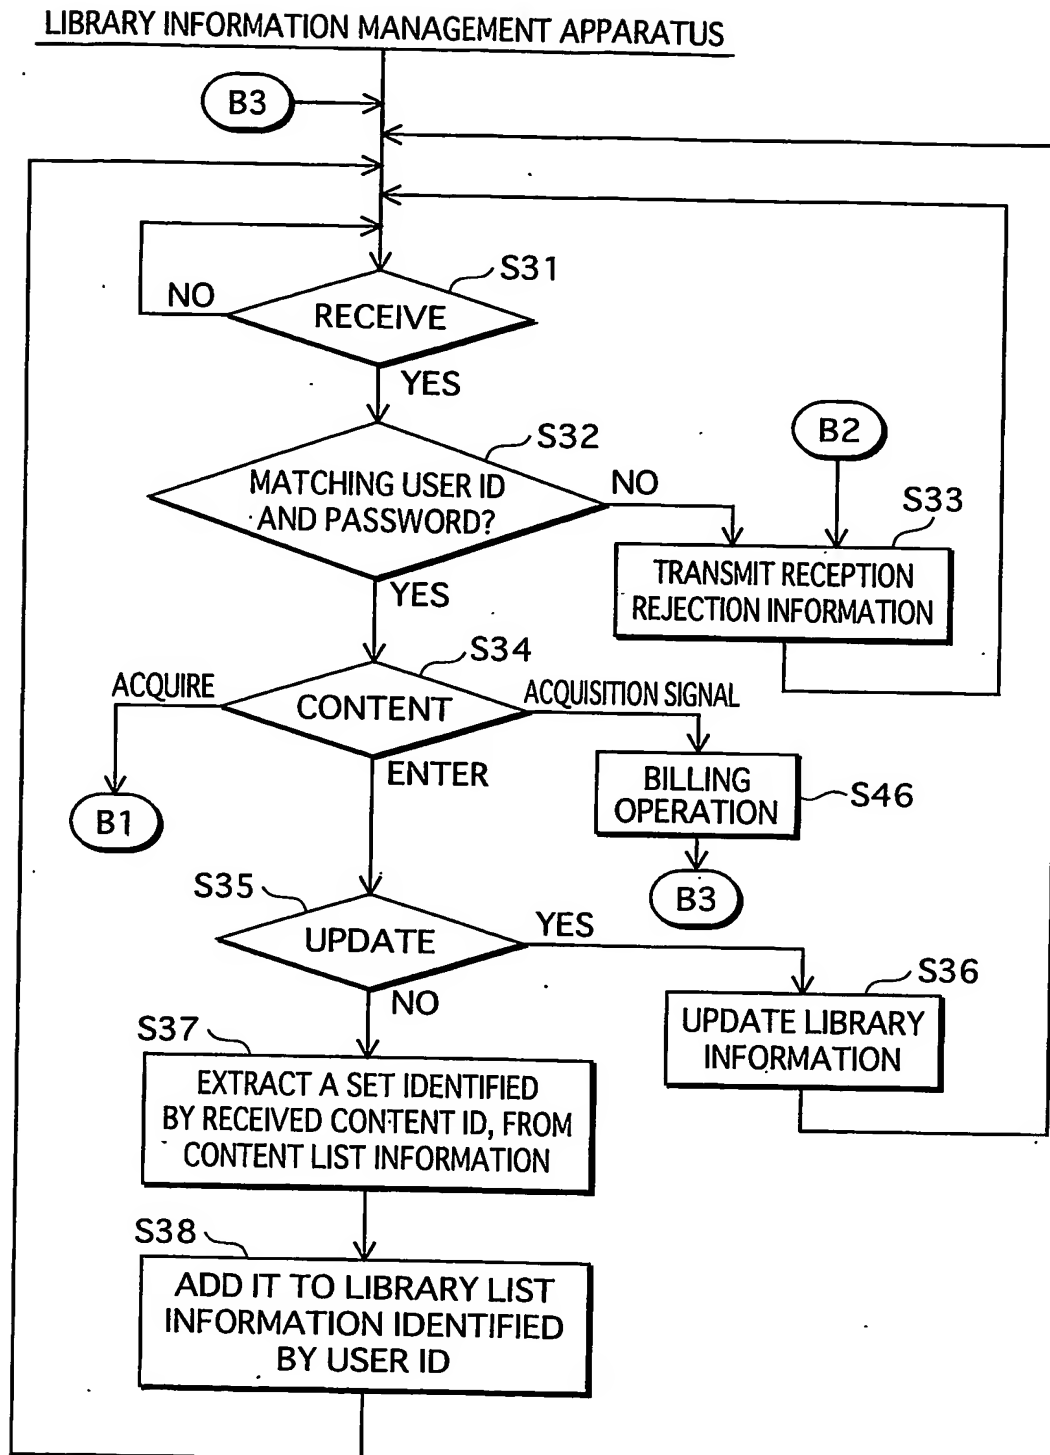 LIBRARY INFORMATION MANAGEMENT APPARATUS
B3
S31
NO
RECEIVE
YES
S32
B2
MATCHING USER ID
AND PASSWORD?
NO
S33
TRANSMIT RECEPTION
REJECTION INFORMATION
YES
S34
ACQUIRE
CONTENT
ACQUISITION SIGNAL
ENTER
BILLING
OPERATION
S46
B1
B3
S35
UPDATE
YES
S36
NO
UPDATE LIBRARY
INFORMATION
S37
EXTRACT A SET IDENTIFIED
BY RECEIVED CONTENT ID, FROM
CONTENT LIST INFORMATION
S38
ADD IT TO LIBRARY LIST
INFORMATION IDENTIFIED
BY USER ID